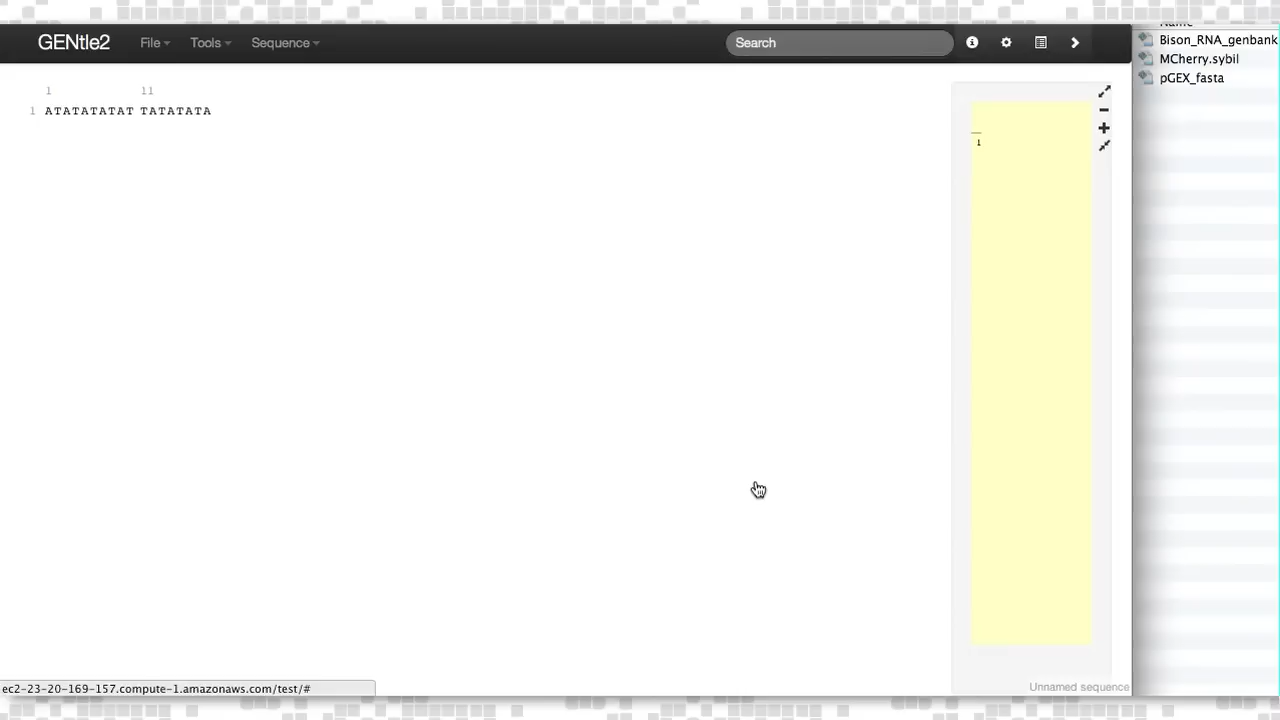 GENtle2 File Tools Sequence Search
Name
Bison_RNA_genbank
MCherry.sybil
pGEX_fasta
1 11
1 ATATATATAT TATATATA
1
Unnamed sequence
ec2-23-20-169-157.compute-1.amazonaws.com/test/#